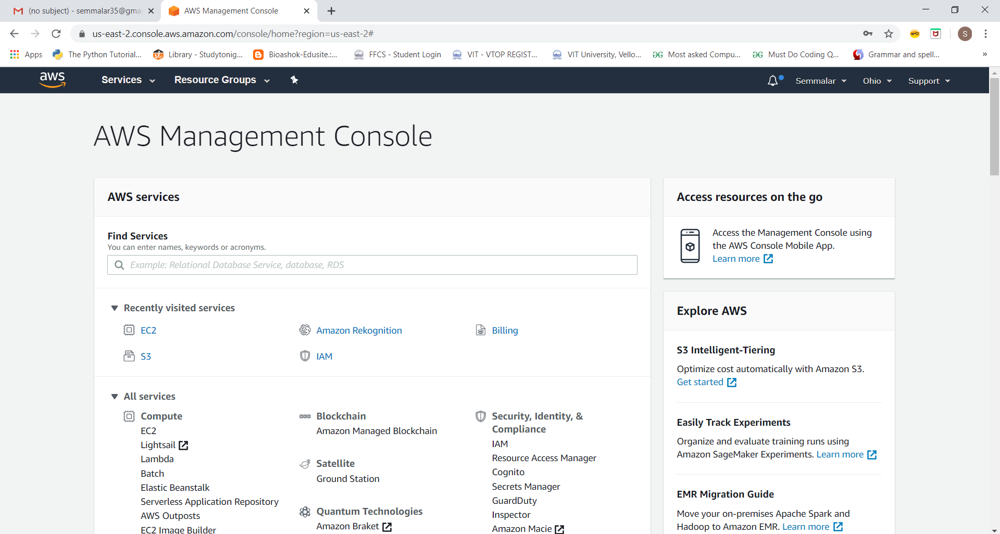 (no subject) - semmalar35@gmai
AWS Management Console
us-east-2.console.aws.amazon.com/console/home?region=us-east-2#
S
Apps
The Python Tutorial...
Library - Studytonig...
Bioashok-Edusite:...
FFCS - Student Login
VIT - VTOP REGIST...
VIT University, Vello...
Most asked Compu...
Must Do Coding Q...
Grammar and spell...
»
aws
Services
Resource Groups
Semmalar
Ohio
Support
AWS Management Console
AWS services
Find Services
You can enter names, keywords or acronyms.
Example: Relational Database Service, database, RDS
Recently visited services
EC2
Amazon Rekognition
Billing
S3
IAM
All services
Compute
EC2
Lightsail
Lambda
Batch
Elastic Beanstalk
Serverless Application Repository
AWS Outposts
EC2 Image Builder
Blockchain
Amazon Managed Blockchain
Satellite
Ground Station
Quantum Technologies
Amazon Braket
Security, Identity, &
Compliance
IAM
Resource Access Manager
Cognito
Secrets Manager
GuardDuty
Inspector
Amazon Macie
Access resources on the go
Access the Management Console using
the AWS Console Mobile App.
Learn more
Explore AWS
S3 Intelligent-Tiering
Optimize cost automatically with Amazon S3.
Get started
Easily Track Experiments
Organize and evaluate training runs using
Amazon SageMaker Experiments. Learn more
EMR Migration Guide
Move your on-premises Apache Spark and
Hadoop to Amazon EMR. Learn more